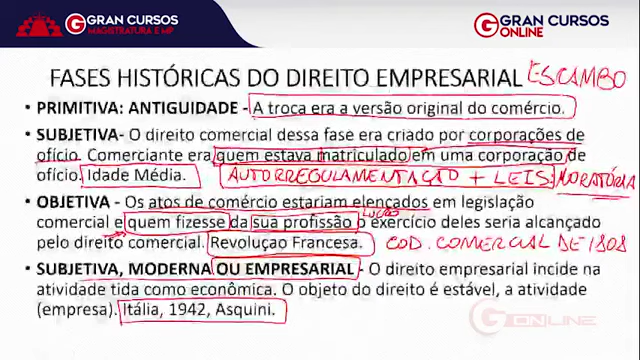 GRAN CURSOS
MAGISTRATURA E MP
GRAN CURSOS
ONLINE
FASES HISTÓRICAS DO DIREITO EMPRESARIAL ESCAMBO
• PRIMITIVA: ANTIGUIDADE - A troca era a versão original do comércio.
• SUBJETIVA- O direito comercial dessa fase era criado por corporações de
ofício. Comerciante era quem estava matriculado em uma corporação de
ofício. Idade Média. AUTORREGULAMENTAÇÃO + LEIS: MORATÓRIA
• OBJETIVA- Os atos de comércio estariam elencados em legislação
comercial e quem fizesse da sua profissão o exercício deles seria alcançado
LUCRO
pelo direito comercial. Revoluçao Francesa. COD. COMERCIAL DE 1808
• SUBJETIVA, MODERNA OU EMPRESARIAL - O direito empresarial incide na
atividade tida como econômica. O objeto do direito é estável, a atividade
(empresa). Itália, 1942, Asquini.
G ONLINE